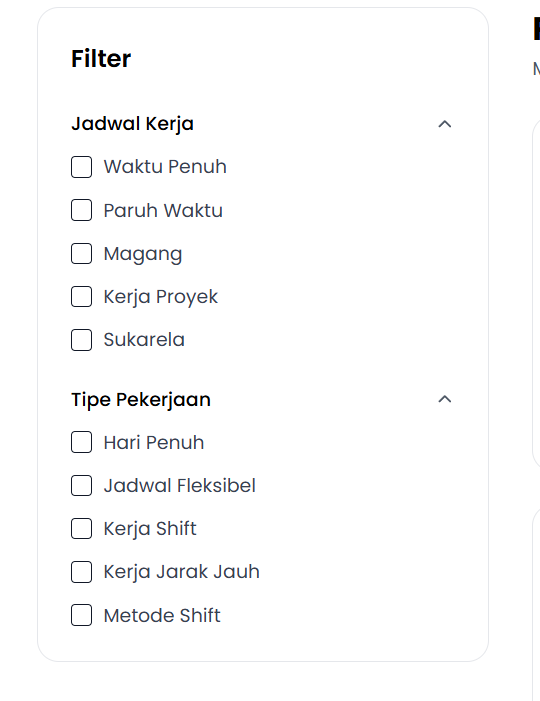 Filter
Jadwal Kerja
Waktu Penuh
Paruh Waktu
Magang
Kerja Proyek
Sukarela
Tipe Pekerjaan
Hari Penuh
Jadwal Fleksibel
Kerja Shift
Kerja Jarak Jauh
Metode Shift